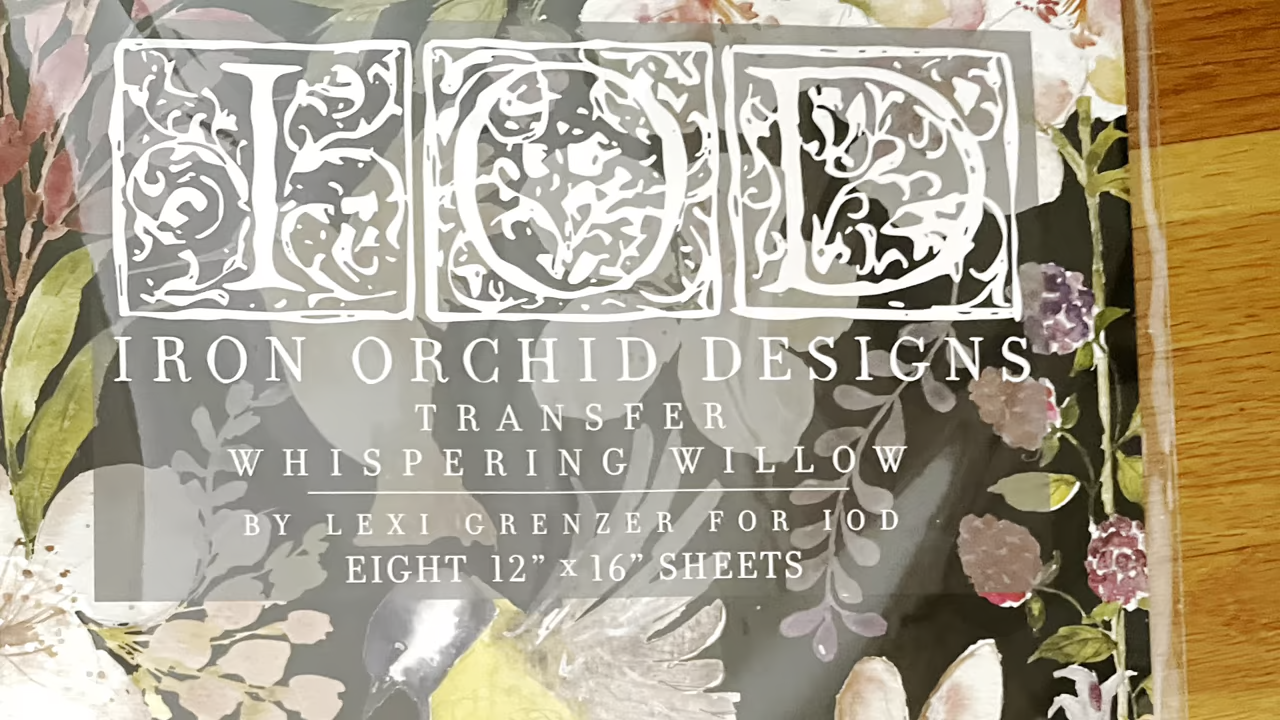 IOD
IRON ORCHID DESIGNS
TRANSFER
WHISPERING WILLOW
BY LEXI GRENZER FOR IOD
EIGHT 12” x 16” SHEETS